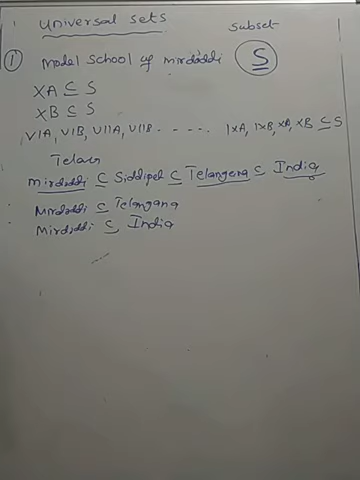 Universal sets
subset
① Model School of Mirdoddi S
XA ⊆ S
XB ⊆ S
VIA, VIB, VIIA, VIIB ...... IXA, IXB, XA, XB ⊆ S
Telan
Mirdoddi ⊆ Siddipet ⊆ Telangana ⊆ India
Mirdoddi ⊆ Telangana
Mirdoddi ⊆ India